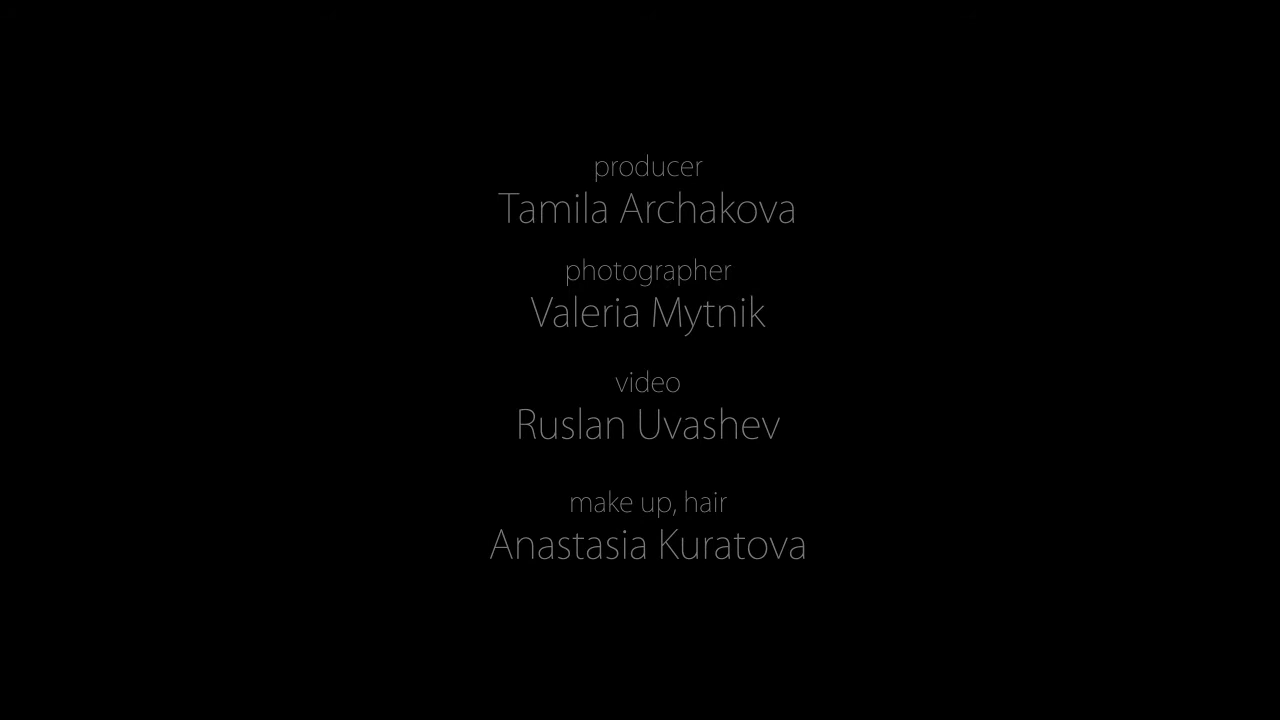 producer
Tamila Archakova
photographer
Valeria Mytnik
video
Ruslan Uvashev
make up, hair
Anastasia Kuratova